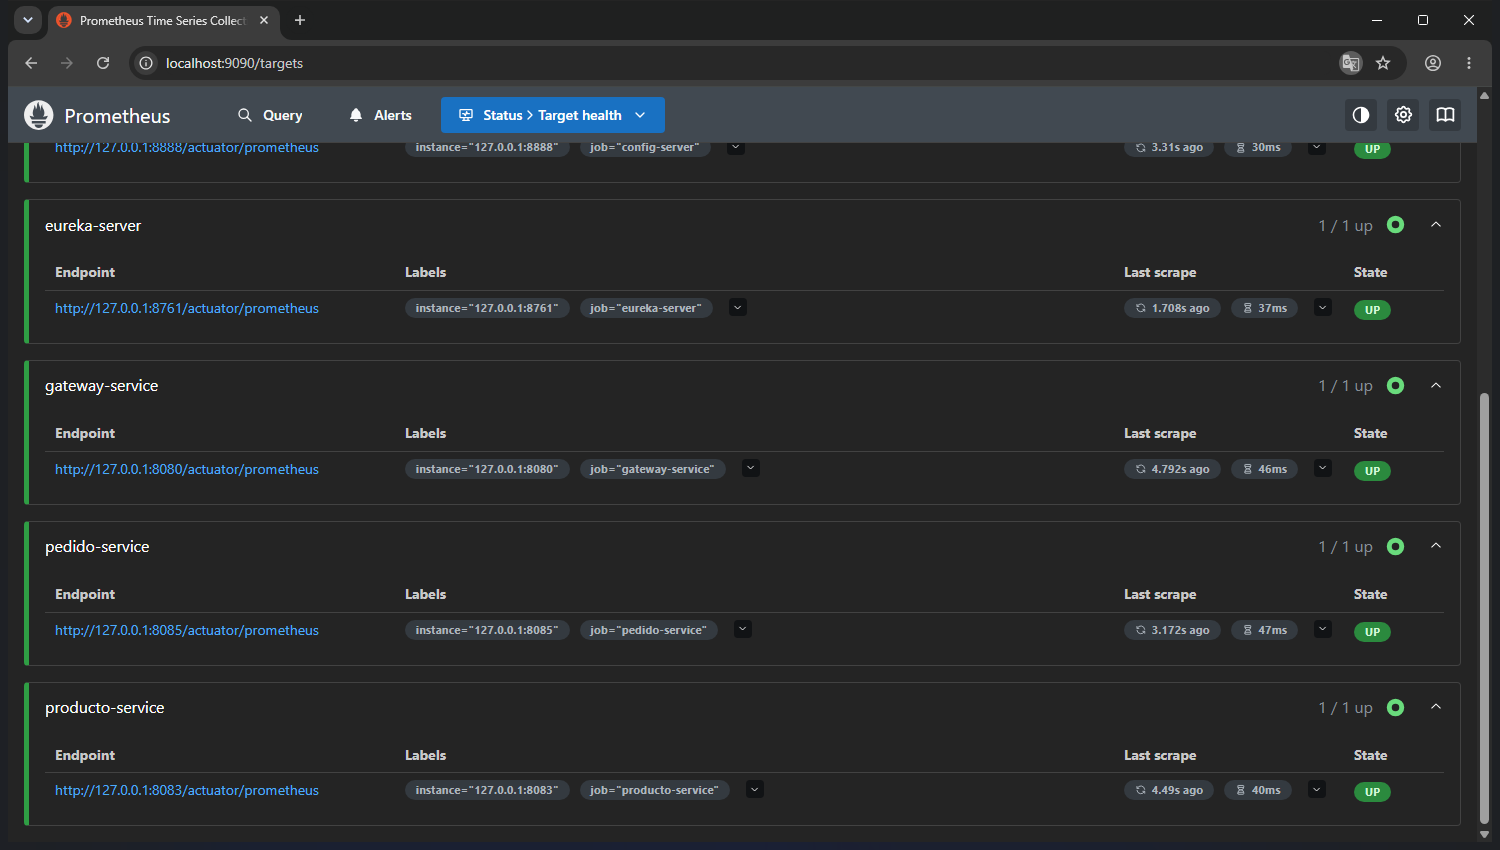 Prometheus Time Series Collect
localhost:9090/targets
Prometheus Query Alerts Status > Target health
http://127.0.0.1:8888/actuator/prometheus instance="127.0.0.1:8888" job="config-server" 3.31s ago 30ms UP
eureka-server 1 / 1 up
Endpoint Labels Last scrape State
http://127.0.0.1:8761/actuator/prometheus instance="127.0.0.1:8761" job="eureka-server" 1.708s ago 37ms UP
gateway-service 1 / 1 up
Endpoint Labels Last scrape State
http://127.0.0.1:8080/actuator/prometheus instance="127.0.0.1:8080" job="gateway-service" 4.792s ago 46ms UP
pedido-service 1 / 1 up
Endpoint Labels Last scrape State
http://127.0.0.1:8085/actuator/prometheus instance="127.0.0.1:8085" job="pedido-service" 3.172s ago 47ms UP
producto-service 1 / 1 up
Endpoint Labels Last scrape State
http://127.0.0.1:8083/actuator/prometheus instance="127.0.0.1:8083" job="producto-service" 4.49s ago 40ms UP